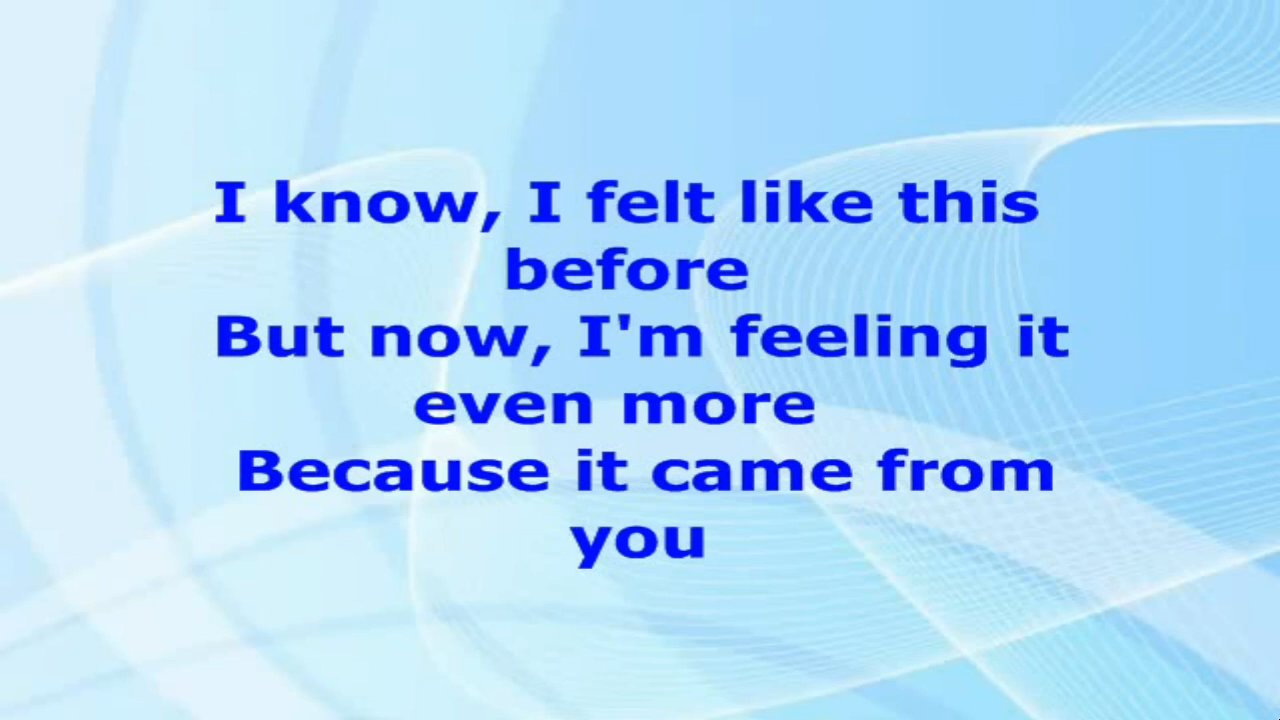 I know, I felt like this
before
But now, I'm feeling it
even more
Because it came from
you